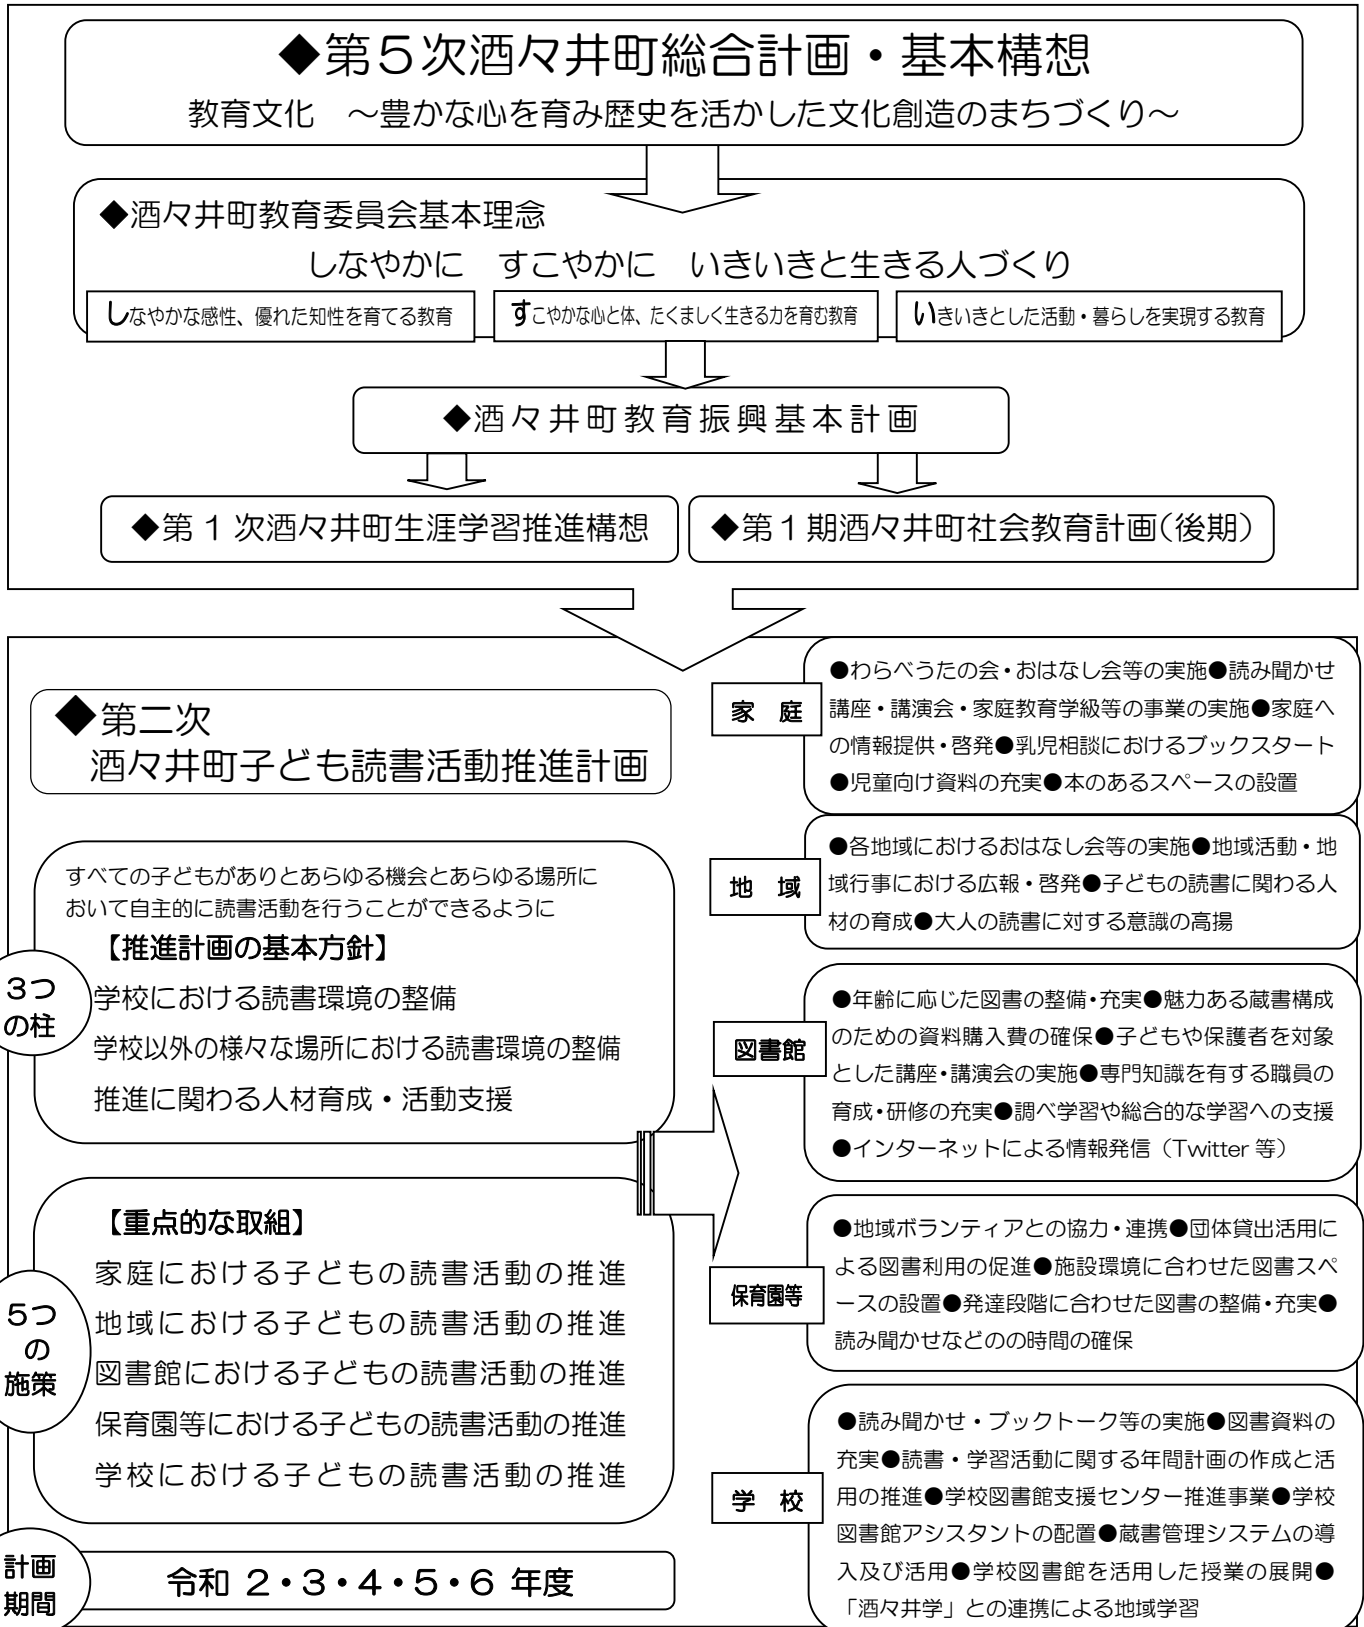 ◆第５次酒々井町総合計画・基本構想
教育文化　～豊かな心を育み歴史を活かした文化創造のまちづくり～
◆酒々井町教育委員会基本理念
しなやかに　すこやかに　いきいきと生きる人づくり
しなやかな感性、優れた知性を育てる教育
すこやかな心と体、たくましく生きる力を育む教育
いきいきとした活動・暮らしを実現する教育
◆酒々井町教育振興基本計画
◆第１次酒々井町生涯学習推進構想
◆第１期酒々井町社会教育計画（後期）
◆第二次
酒々井町子ども読書活動推進計画
すべての子どもがありとあらゆる機会とあらゆる場所に
おいて自主的に読書活動を行うことができるように
【推進計画の基本方針】
３つ
の柱
学校における読書環境の整備
学校以外の様々な場所における読書環境の整備
推進に関わる人材育成・活動支援
【重点的な取組】
５つ
の
施策
家庭における子どもの読書活動の推進
地域における子どもの読書活動の推進
図書館における子どもの読書活動の推進
保育園等における子どもの読書活動の推進
学校における子どもの読書活動の推進
計画
期間
令和 ２・３・４・５・６ 年度
家　庭
●わらべうたの会・おはなし会等の実施●読み聞かせ
講座・講演会・家庭教育学級等の事業の実施●家庭へ
の情報提供・啓発●乳児相談におけるブックスタート
●児童向け資料の充実●本のあるスペースの設置
地　域
●各地域におけるおはなし会等の実施●地域活動・地
域行事における広報・啓発●子どもの読書に関わる人
材の育成●大人の読書に対する意識の高揚
図書館
●年齢に応じた図書の整備・充実●魅力ある蔵書構成
のための資料購入費の確保●子どもや保護者を対象
とした講座・講演会の実施●専門知識を有する職員の
育成・研修の充実●調べ学習や総合的な学習への支援
●インターネットによる情報発信（Twitter 等）
保育園等
●地域ボランティアとの協力・連携●団体貸出活用に
よる図書利用の促進●施設環境に合わせた図書スペ
ースの設置●発達段階に合わせた図書の整備・充実●
読み聞かせなどのの時間の確保
学　校
●読み聞かせ・ブックトーク等の実施●図書資料の
充実●読書・学習活動に関する年間計画の作成と活
用の推進●学校図書館支援センター推進事業●学校
図書館アシスタントの配置●蔵書管理システムの導
入及び活用●学校図書館を活用した授業の展開●
「酒々井学」との連携による地域学習